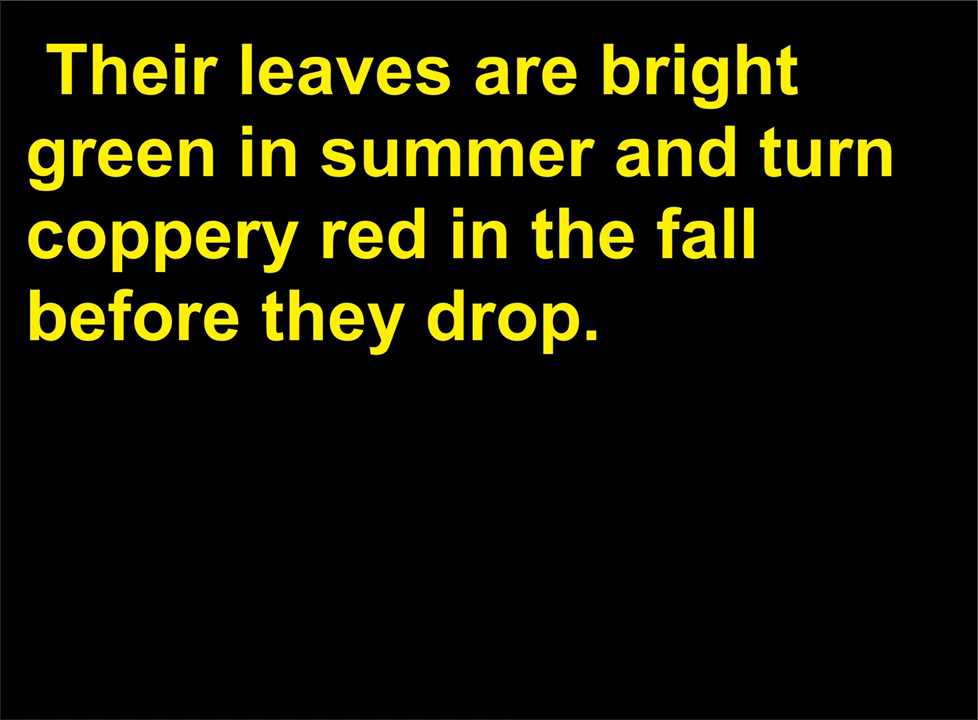 Their leaves are bright
green in summer and turn
coppery red in the fall
before they drop.